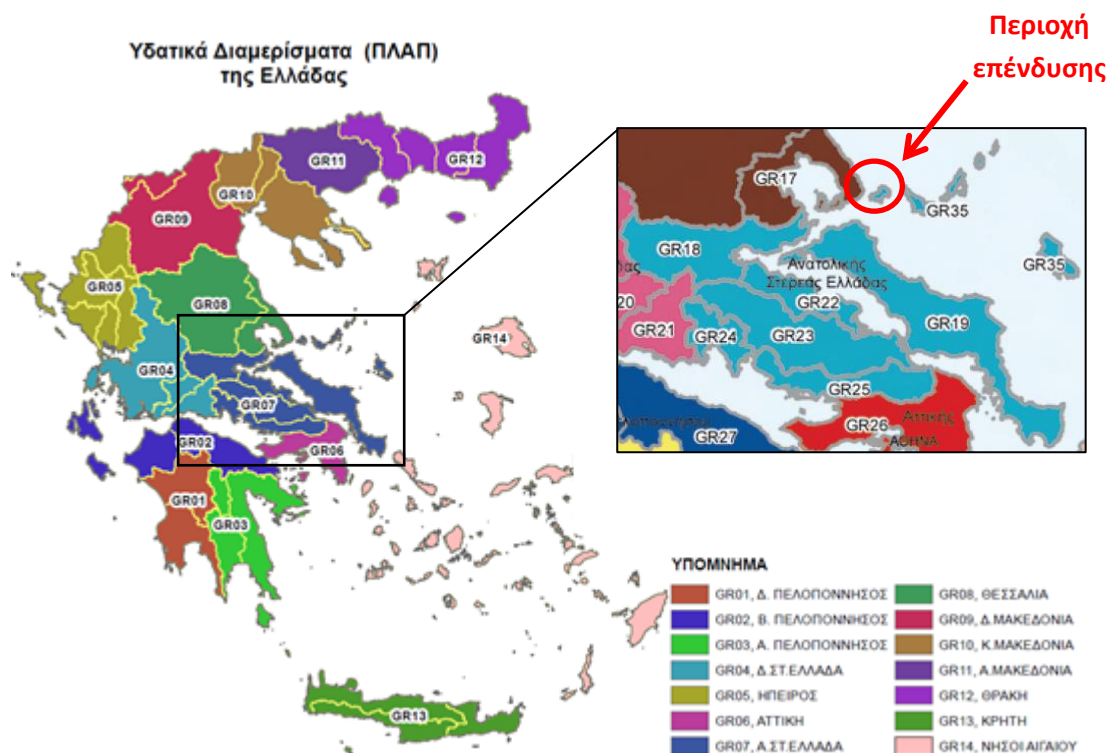 Υδατικά Διαμερίσματα (ΠΛΑΠ)
της Ελλάδας
Περιοχή
επένδυσης
GR11
GR12
GR10
GR09
GR05
GR08
GR14
GR04
GR07
GR02
GR06
GR01
GR03
GR13
GR17
GR35
GR18
δας
Ανατολικής
Στερεάς Ελλάδας
GR35
20
GR22
GR21
GR24
GR23
GR19
GR25
Αττικής
GR26
ΑΘΗΝΑ
GR27
ΥΠΟΜΝΗΜΑ
GR01, Δ. ΠΕΛΟΠΟΝΝΗΣΟΣ
GR02, Β. ΠΕΛΟΠΟΝΝΗΣΟΣ
GR03, Α. ΠΕΛΟΠΟΝΝΗΣΟΣ
GR04, Δ.ΣΤ.ΕΛΛΑΔΑ
GR05, ΗΠΕΙΡΟΣ
GR06, ΑΤΤΙΚΗ
GR07, Α.ΣΤ.ΕΛΛΑΔΑ
GR08, ΘΕΣΣΑΛΙΑ
GR09, Δ.ΜΑΚΕΔΟΝΙΑ
GR10, Κ.ΜΑΚΕΔΟΝΙΑ
GR11, Α.ΜΑΚΕΔΟΝΙΑ
GR12, ΘΡΑΚΗ
GR13, ΚΡΗΤΗ
GR14, ΝΗΣΟΙ ΑΙΓΑΙΟΥ